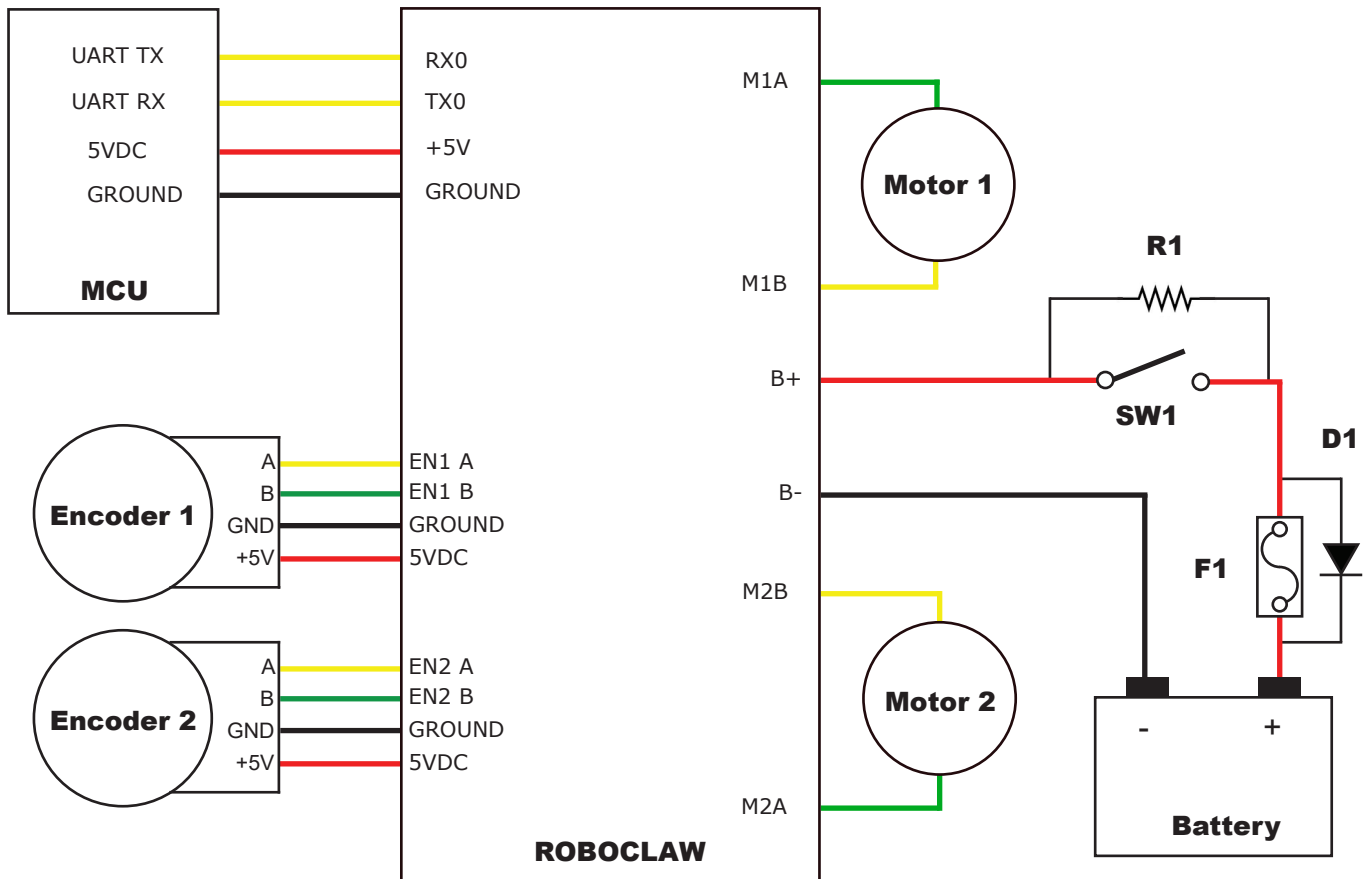 UART TX
UART RX
5VDC
GROUND
MCU
RX0
TX0
+5V
GROUND
M1A
Motor 1
M1B
R1
B+
SW1
D1
B-
F1
Encoder 1
A
B
GND
+5V
EN1 A
EN1 B
GROUND
5VDC
Encoder 2
A
B
GND
+5V
EN2 A
EN2 B
GROUND
5VDC
M2B
Motor 2
M2A
- +
Battery
ROBOCLAW